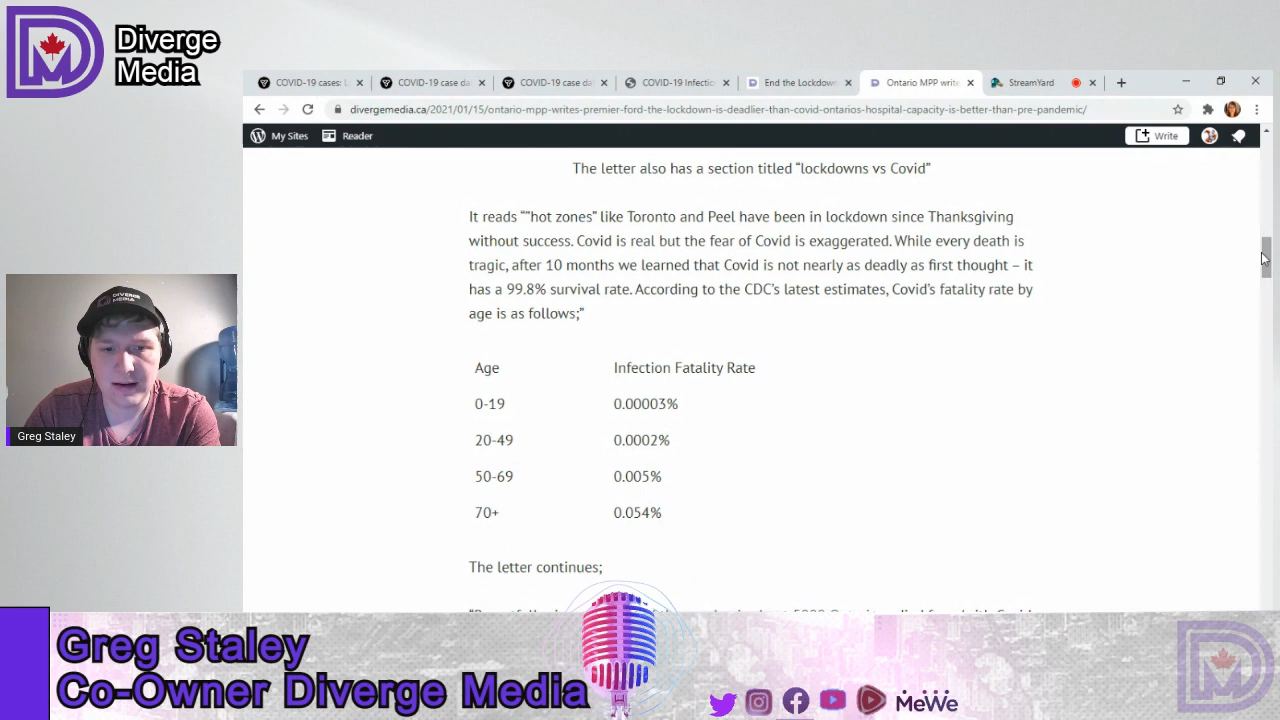 Diverge
Media
COVID-19 cases: L
COVID-19 case da
COVID-19 case da
COVID-19 Infectic
End the Lockdown
Ontario MPP write
StreamYard
divergemedia.ca/2021/01/15/ontario-mpp-writes-premier-ford-the-lockdown-is-deadlier-than-covid-ontarios-hospital-capacity-is-better-than-pre-pandemic/
My Sites
Reader
Write
The letter also has a section titled “lockdowns vs Covid”
It reads “"hot zones” like Toronto and Peel have been in lockdown since Thanksgiving
without success. Covid is real but the fear of Covid is exaggerated. While every death is
tragic, after 10 months we learned that Covid is not nearly as deadly as first thought – it
has a 99.8% survival rate. According to the CDC’s latest estimates, Covid’s fatality rate by
age is as follows;”
Age Infection Fatality Rate
0-19 0.00003%
20-49 0.0002%
50-69 0.005%
70+ 0.054%
The letter continues;
DIVERGE
MEDIA
Greg Staley
Greg Staley
Co-Owner Diverge Media
MeWe